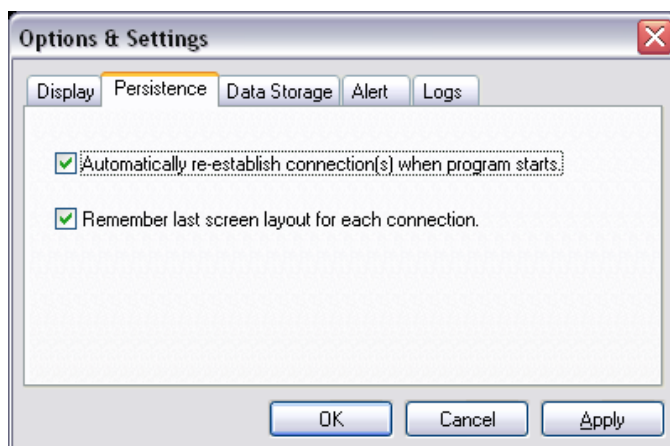 Options & Settings
Display Persistence Data Storage Alert Logs
Automatically re-establish connection(s) when program starts.
Remember last screen layout for each connection.
OK Cancel Apply